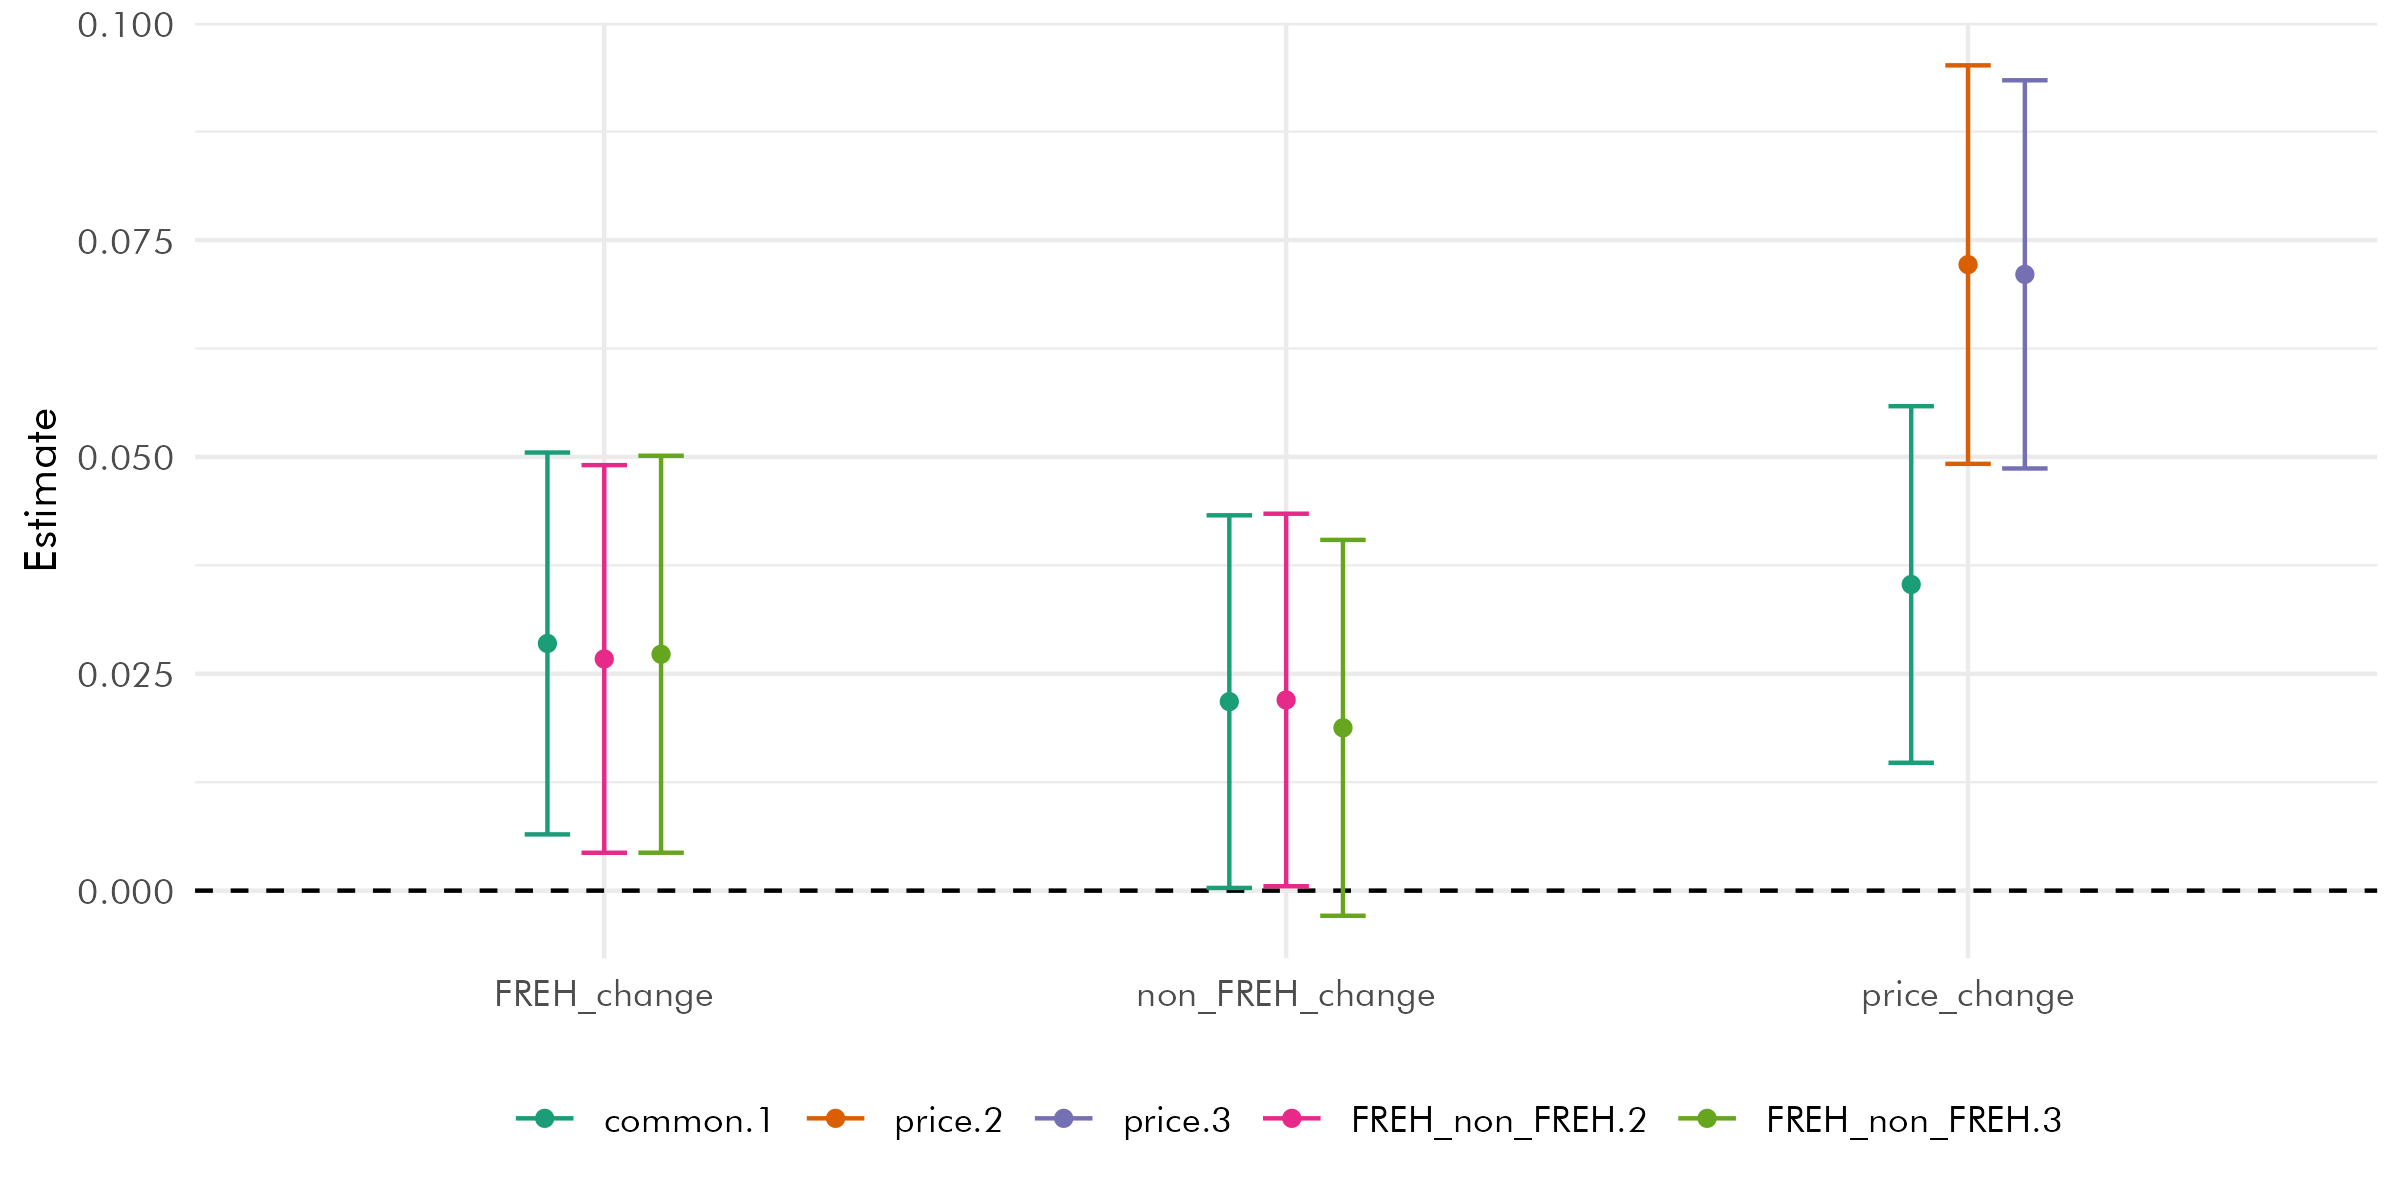 0.100
0.075
0.050
0.025
0.000
Estimate
FREH_change non_FREH_change price_change
common.1 price.2 price.3 FREH_non_FREH.2 FREH_non_FREH.3